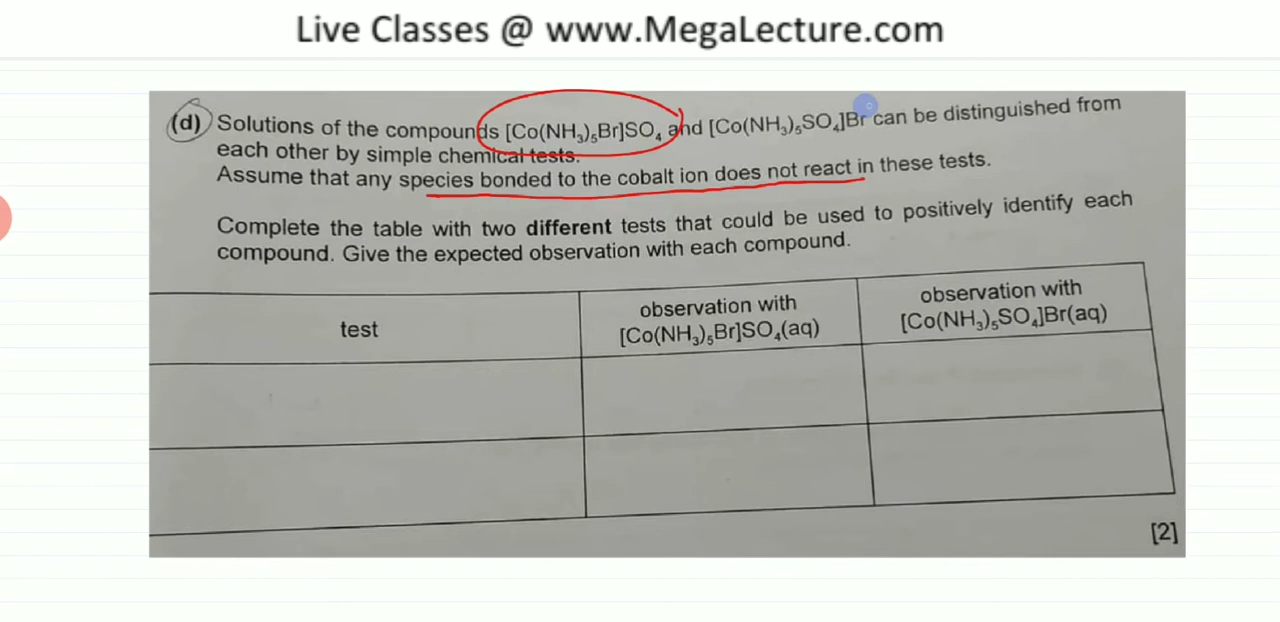 Live Classes @ www.MegaLecture.com
(d) Solutions of the compounds [Co(NH₃)₅Br]SO₄ and [Co(NH₃)₅SO₄]Br can be distinguished from
each other by simple chemical tests.
Assume that any species bonded to the cobalt ion does not react in these tests.
Complete the table with two different tests that could be used to positively identify each
compound. Give the expected observation with each compound.
test
observation with
[Co(NH₃)₅Br]SO₄(aq)
observation with
[Co(NH₃)₅SO₄]Br(aq)
[2]